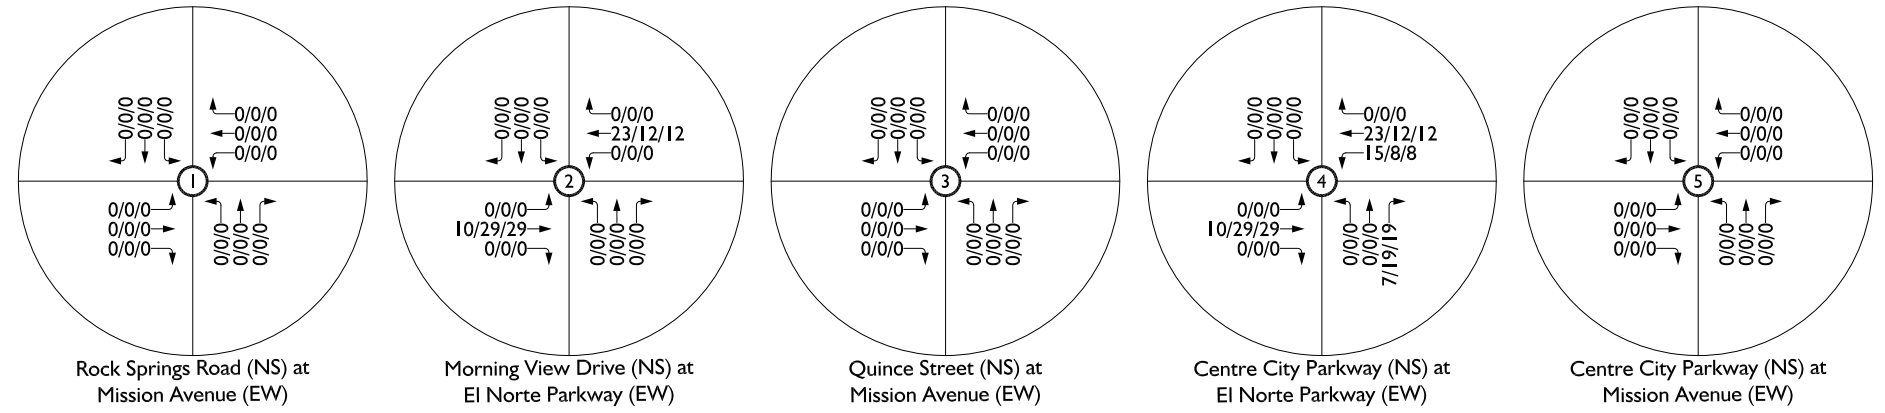 0/0/0 0/0/0 0/0/0
0/0/0
0/0/0
0/0/0
1
0/0/0
0/0/0
0/0/0
0/0/0 0/0/0 0/0/0
Rock Springs Road (NS) at
Mission Avenue (EW)
0/0/0 0/0/0 0/0/0
0/0/0
23/12/12
0/0/0
2
0/0/0
10/29/29
0/0/0
0/0/0 0/0/0 0/0/0
Morning View Drive (NS) at
El Norte Parkway (EW)
0/0/0 0/0/0 0/0/0
0/0/0
0/0/0
0/0/0
3
0/0/0
0/0/0
0/0/0
0/0/0 0/0/0 0/0/0
Quince Street (NS) at
Mission Avenue (EW)
0/0/0 0/0/0 0/0/0
0/0/0
23/12/12
15/8/8
4
0/0/0
10/29/29
0/0/0
0/0/0 0/0/0 7/19/19
Centre City Parkway (NS) at
El Norte Parkway (EW)
0/0/0 0/0/0 0/0/0
0/0/0
0/0/0
0/0/0
5
0/0/0
0/0/0
0/0/0
0/0/0 0/0/0 0/0/0
Centre City Parkway (NS) at
Mission Avenue (EW)